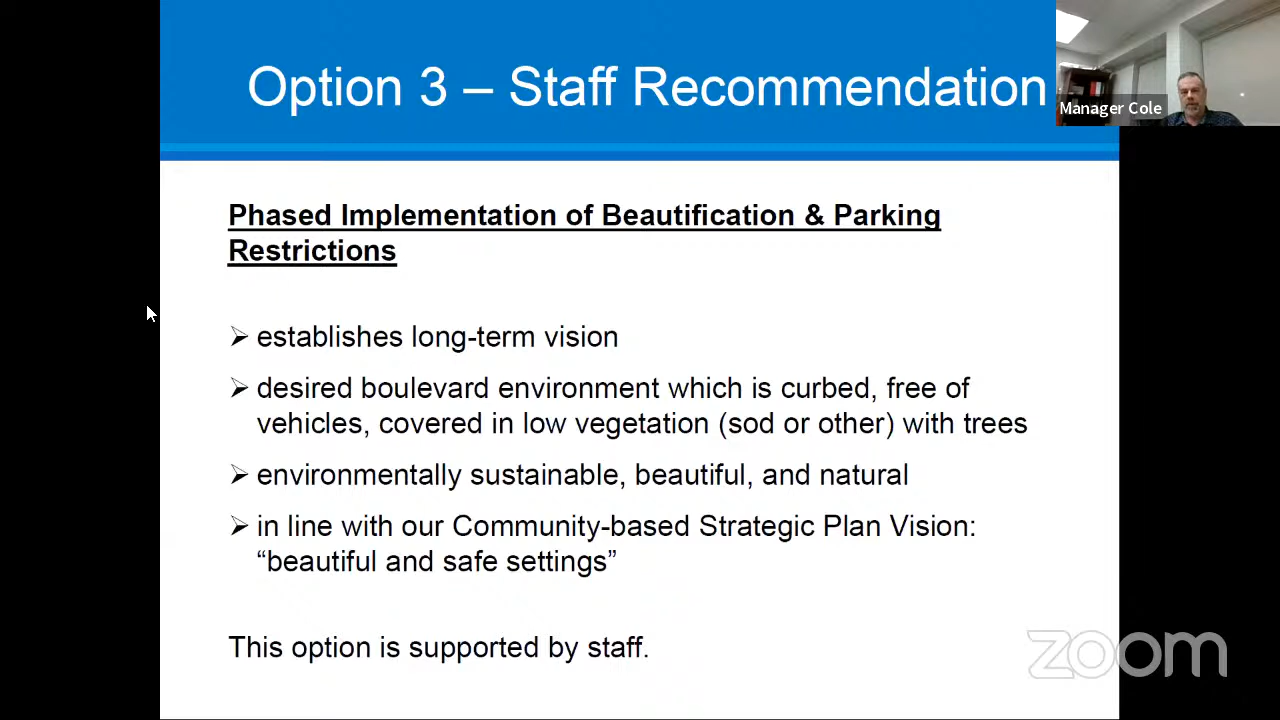 Option 3 – Staff Recommendation
Manager Cole
Phased Implementation of Beautification & Parking
Restrictions
➢ establishes long-term vision
➢ desired boulevard environment which is curbed, free of
vehicles, covered in low vegetation (sod or other) with trees
➢ environmentally sustainable, beautiful, and natural
➢ in line with our Community-based Strategic Plan Vision:
“beautiful and safe settings”
This option is supported by staff.
zoom